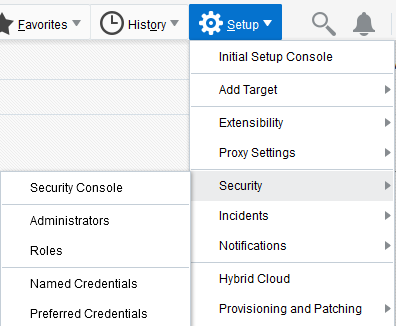 Favorites
History
Setup
Initial Setup Console
Add Target
Extensibility
Proxy Settings
Security
Incidents
Notifications
Hybrid Cloud
Provisioning and Patching
Security Console
Administrators
Roles
Named Credentials
Preferred Credentials